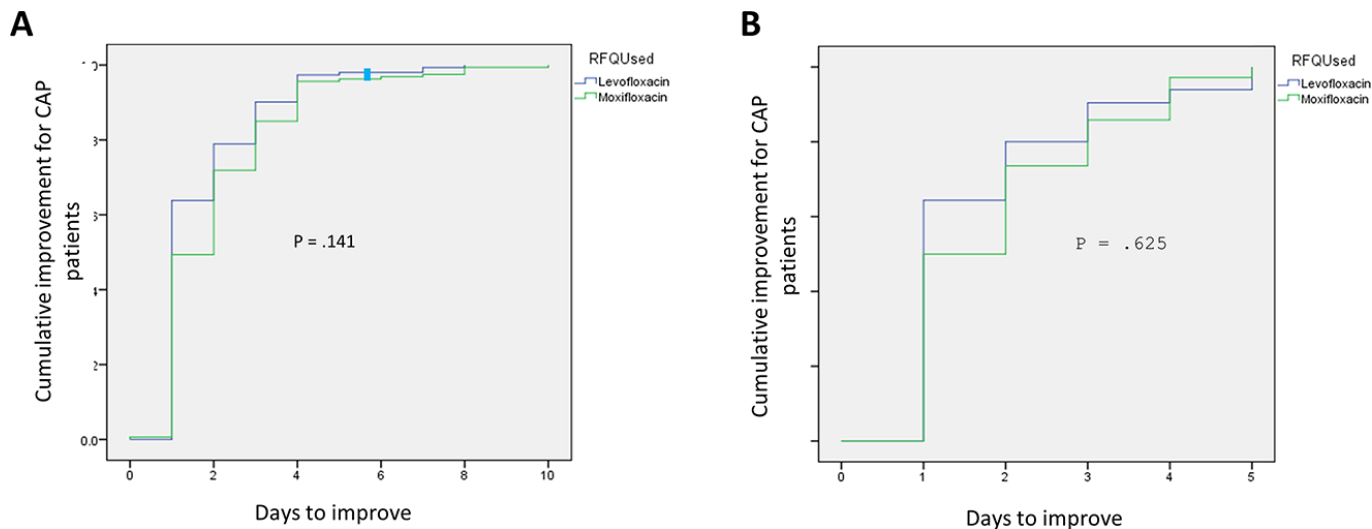 A
RFQUsed
Levofloxacin
Moxifloxacin
Cumulative improvement for CAP
patients
P = .141
0.0
0 2 4 6 8 10
Days to improve
B
RFQUsed
Levofloxacin
Moxifloxacin
Cumulative improvement for CAP
patients
P = .625
0 1 2 3 4 5
Days to improve